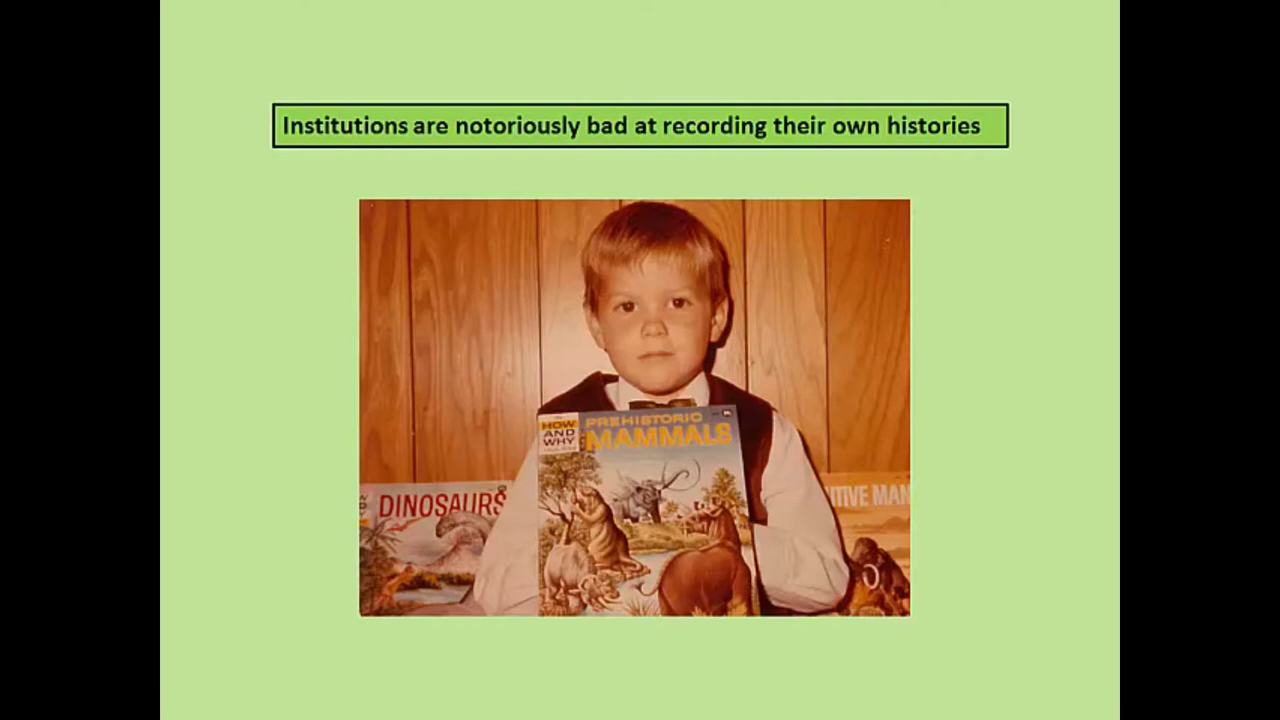 Institutions are notoriously bad at recording their own histories
HOW
AND
WHY
PREHISTORIC
MAMMALS
DINOSAURS
ITIVE MAN